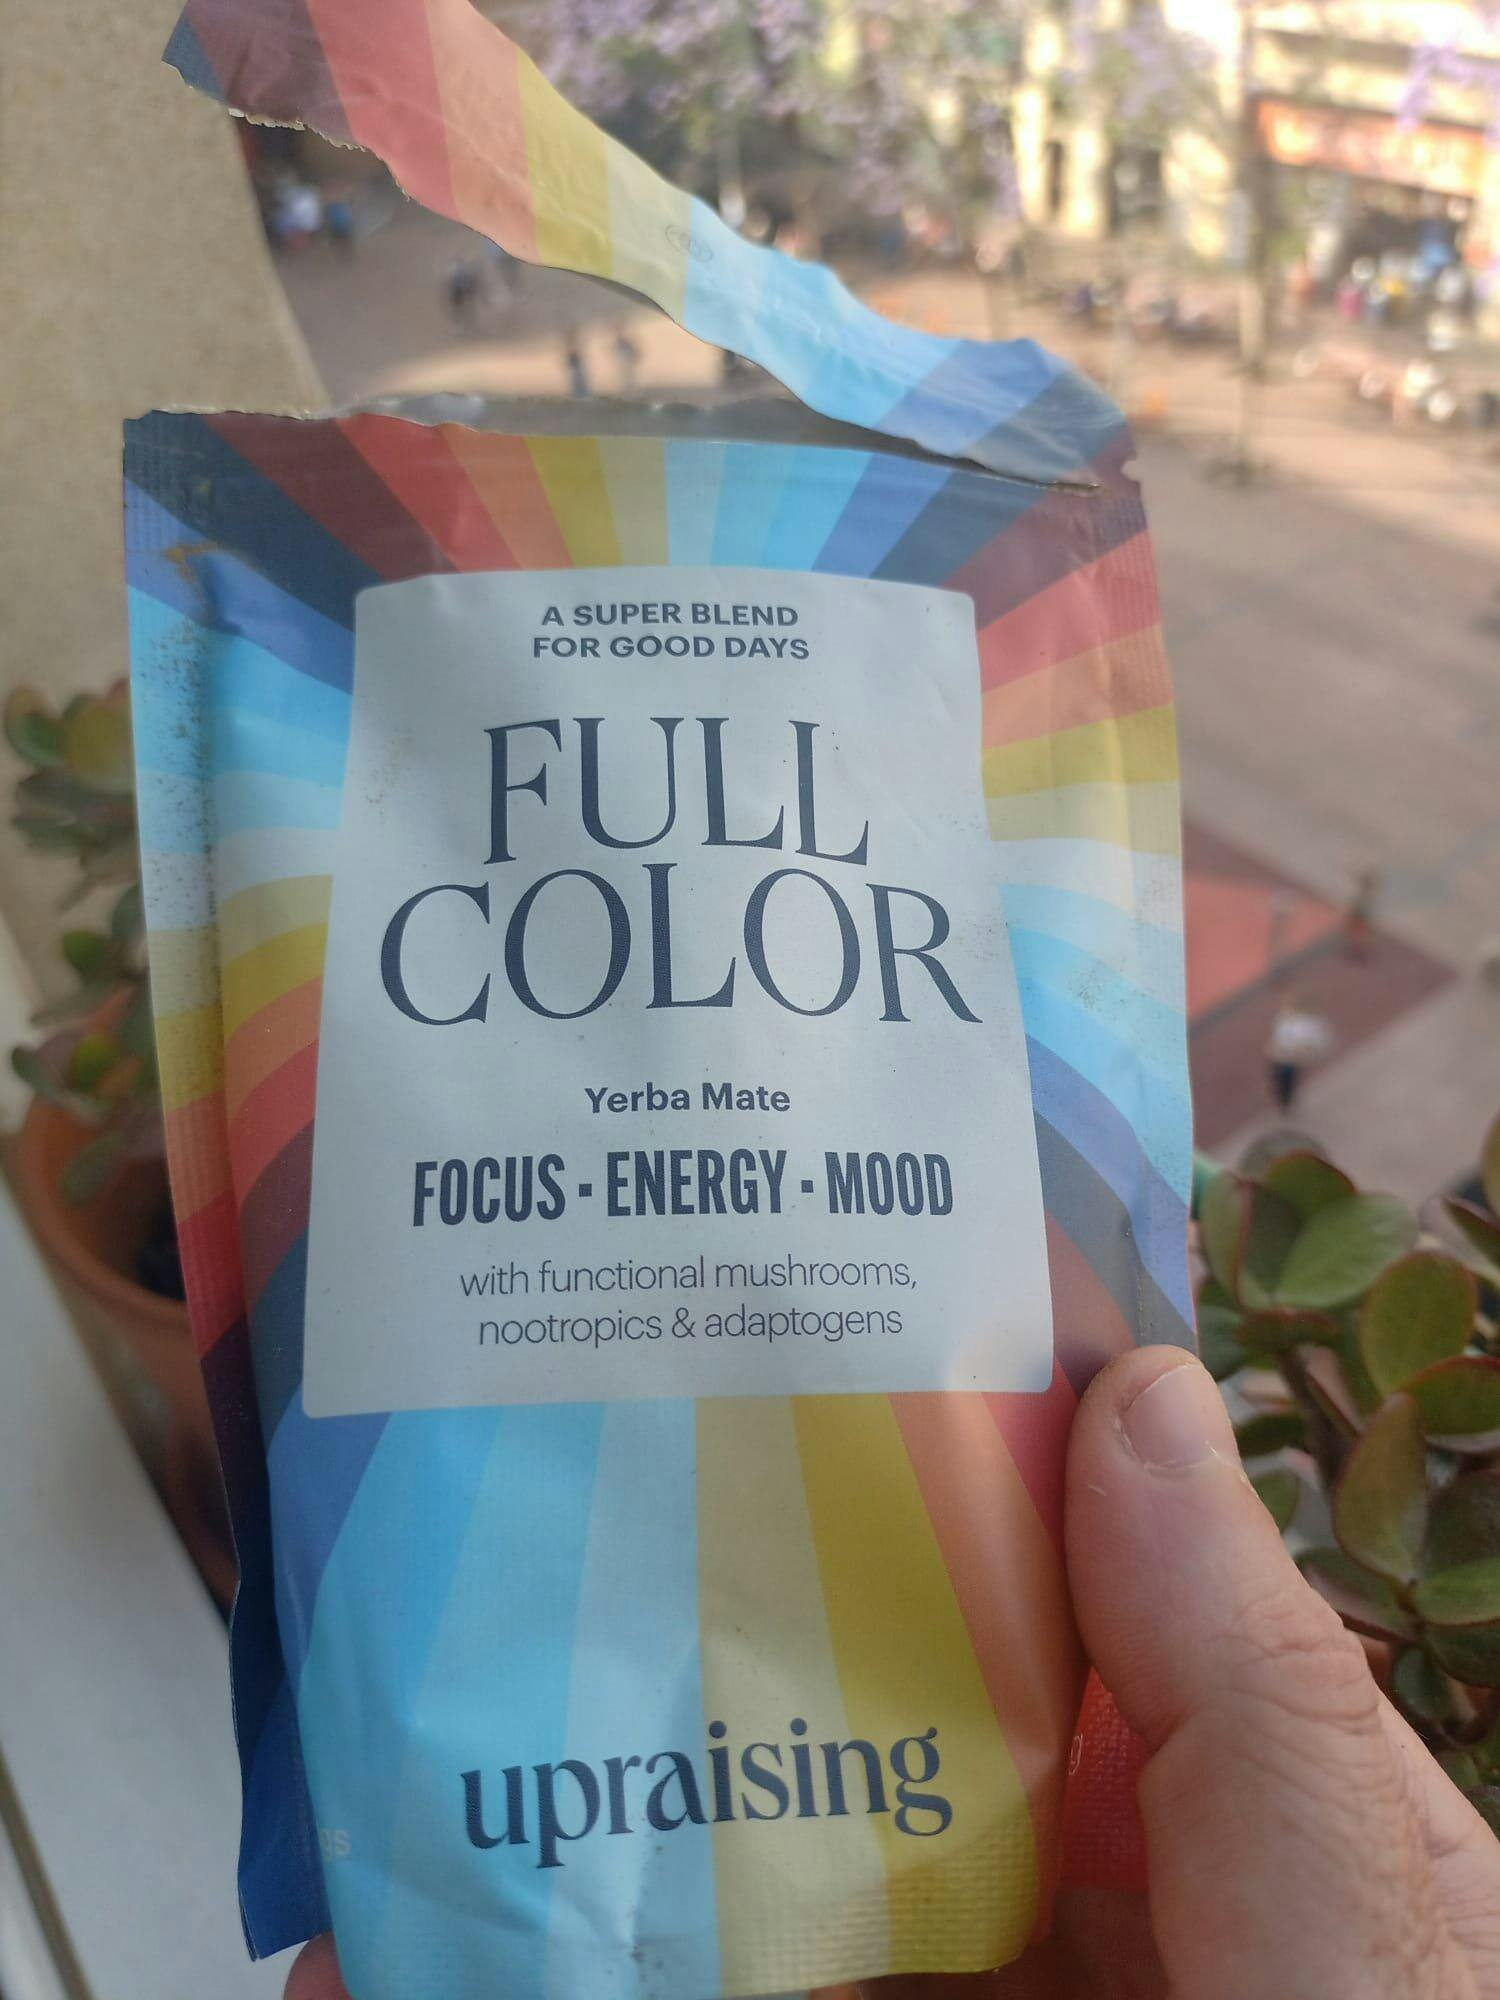 A SUPER BLEND
FOR GOOD DAYS
FULL
COLOR
Yerba Mate
FOCUS · ENERGY · MOOD
with functional mushrooms,
nootropics & adaptogens
upraising